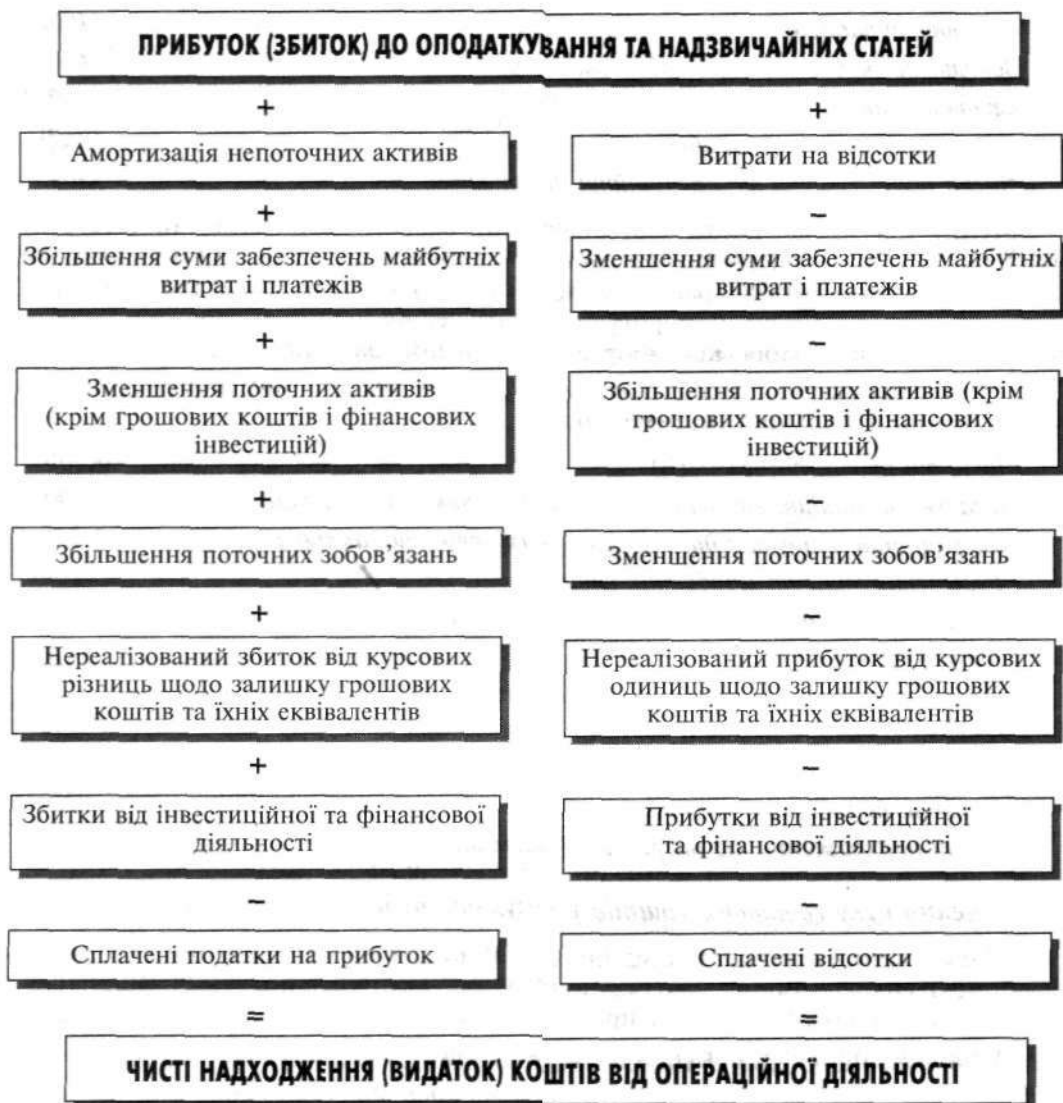 ПРИБУТОК (ЗБИТОК) ДО ОПОДАТКУВАННЯ ТА НАДЗВИЧАЙНИХ СТАТЕЙ
+ +
Амортизація непоточних активів
Витрати на відсотки
+ −
Збільшення суми забезпечень майбутніх
витрат і платежів
Зменшення суми забезпечень майбутніх
витрат і платежів
+ −
Зменшення поточних активів
(крім грошових коштів і фінансових
інвестицій)
Збільшення поточних активів (крім
грошових коштів і фінансових
інвестицій)
+ −
Збільшення поточних зобов’язань
Зменшення поточних зобов’язань
+ −
Нереалізований збиток від курсових
різниць щодо залишку грошових
коштів та їхніх еквівалентів
Нереалізований прибуток від курсових
одиниць щодо залишку грошових
коштів та їхніх еквівалентів
+ −
Збитки від інвестиційної та фінансової
діяльності
Прибутки від інвестиційної
та фінансової діяльності
− −
Сплачені податки на прибуток
Сплачені відсотки
= =
ЧИСТІ НАДХОДЖЕННЯ (ВИДАТОК) КОШТІВ ВІД ОПЕРАЦІЙНОЇ ДІЯЛЬНОСТІ